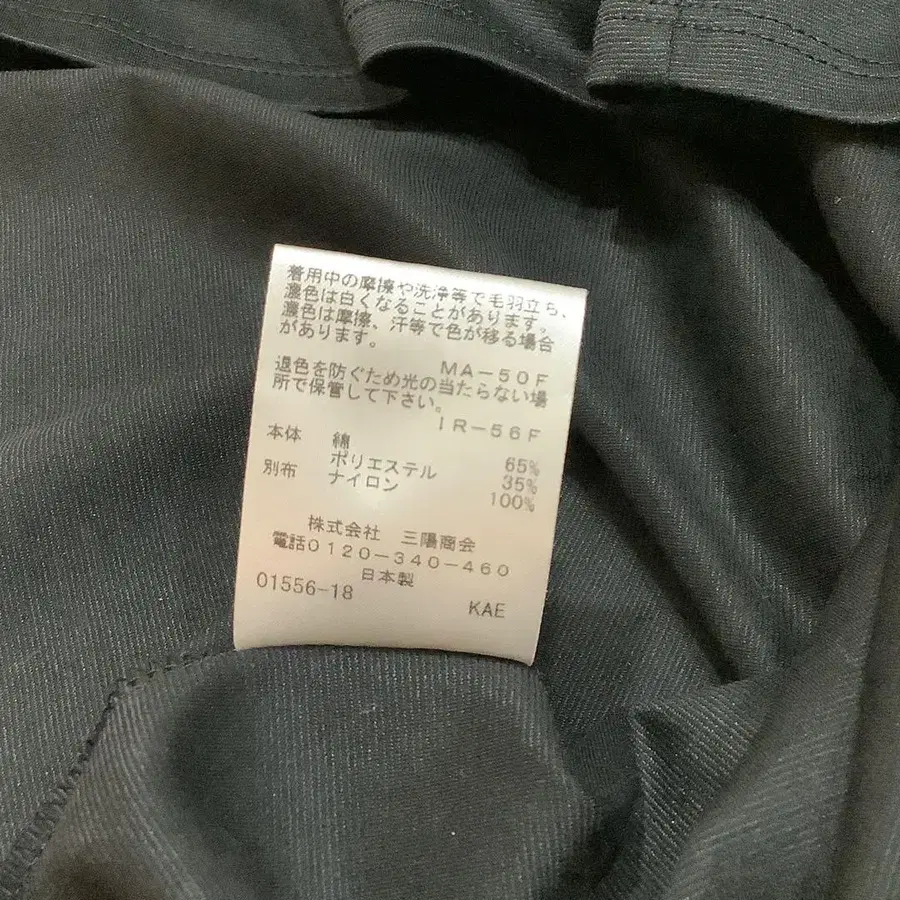 着用中の摩擦や洗浄等で毛羽立ち、
濃色は白くなることがあります。
濃色は摩擦、汗等で色が移る場合
があります。
MA-50F
退色を防ぐため光の当たらない場
所で保管して下さい。
IR-56F
本体 綿 65%
ポリエステル 35%
別布 ナイロン 100%
株式会社 三陽商会
電話0120-340-460
日本製
01556-18 KAE